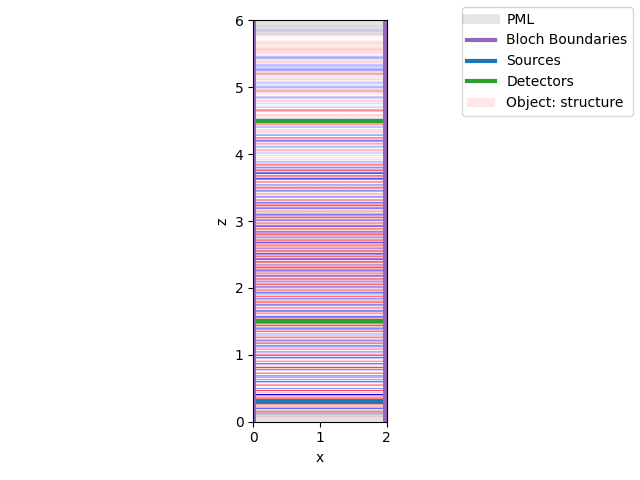 6
5
4
3
2
1
0
z
0
1
2
x
PML
Bloch Boundaries
Sources
Detectors
Object: structure